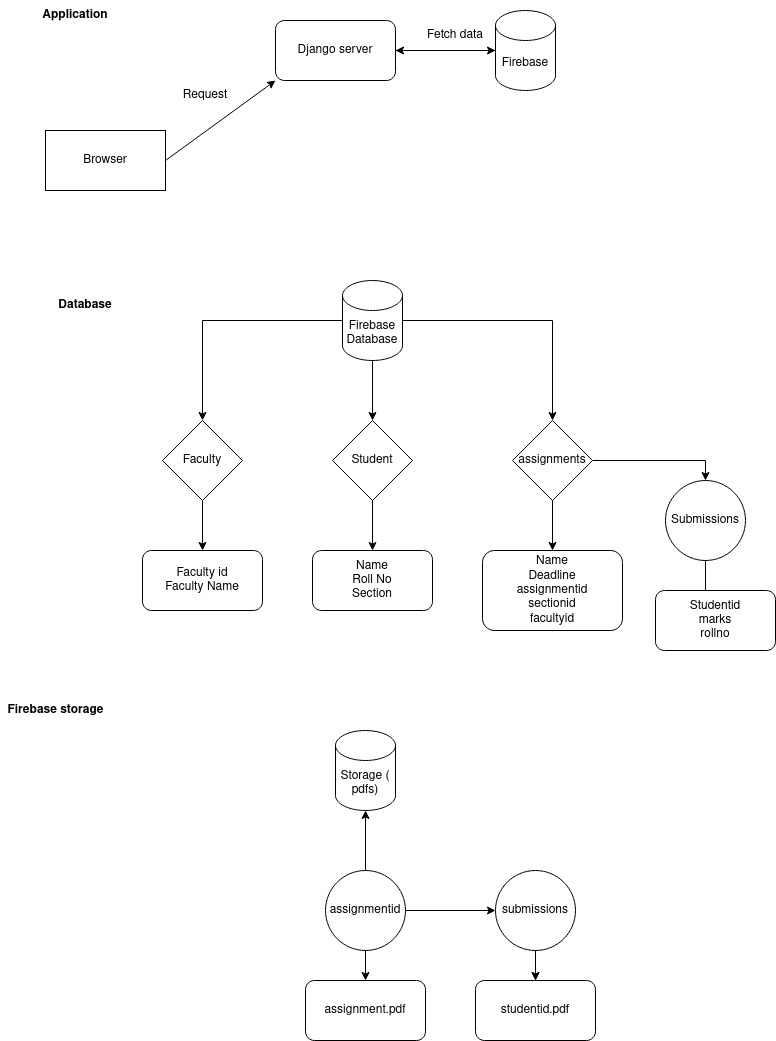 Application
Django server
Fetch data
Firebase
Request
Browser
Database
Firebase
Database
Faculty
Student
assignments
Submissions
Faculty id
Faculty Name
Name
Roll No
Section
Name
Deadline
assignmentid
sectionid
facultyid
Studentid
marks
rollno
Firebase storage
Storage (
pdfs)
assignmentid
submissions
assignment.pdf
studentid.pdf